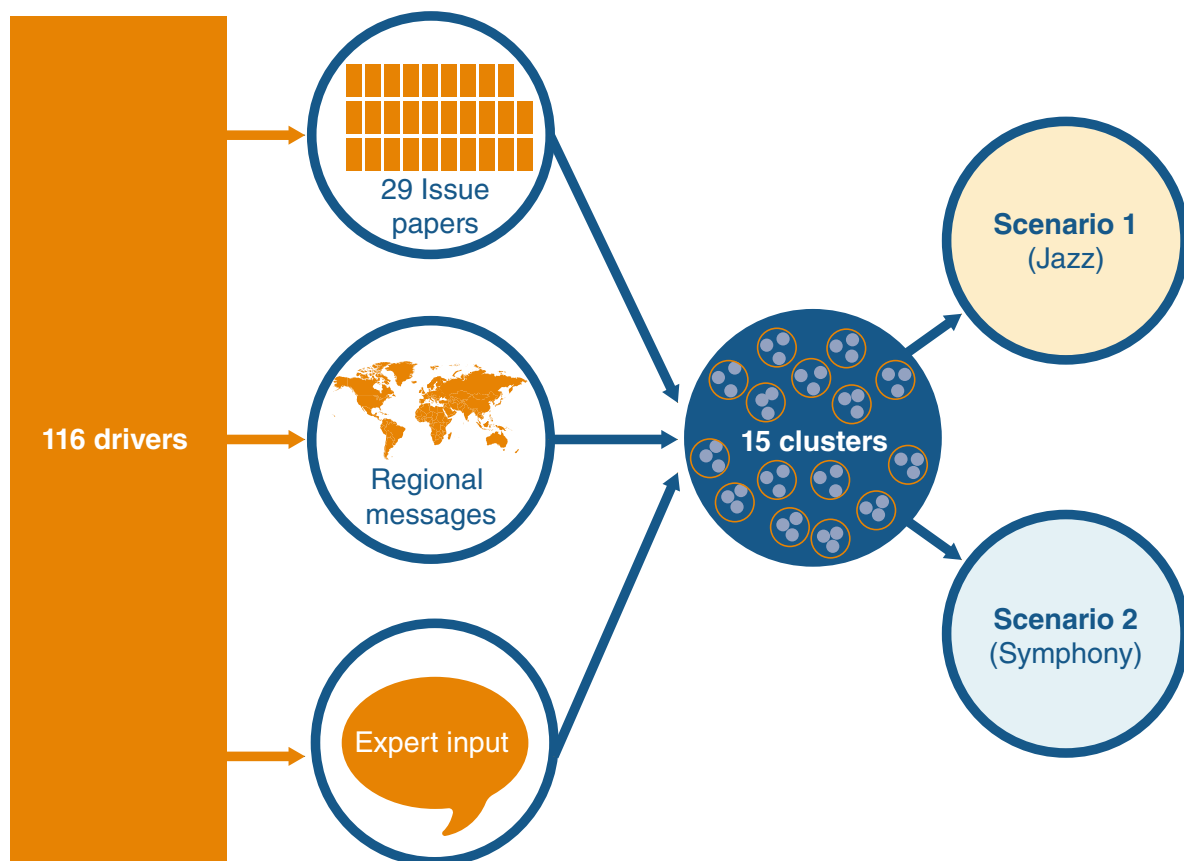 116 drivers
29 Issue
papers
Regional
messages
Expert input
15 clusters
Scenario 1
(Jazz)
Scenario 2
(Symphony)